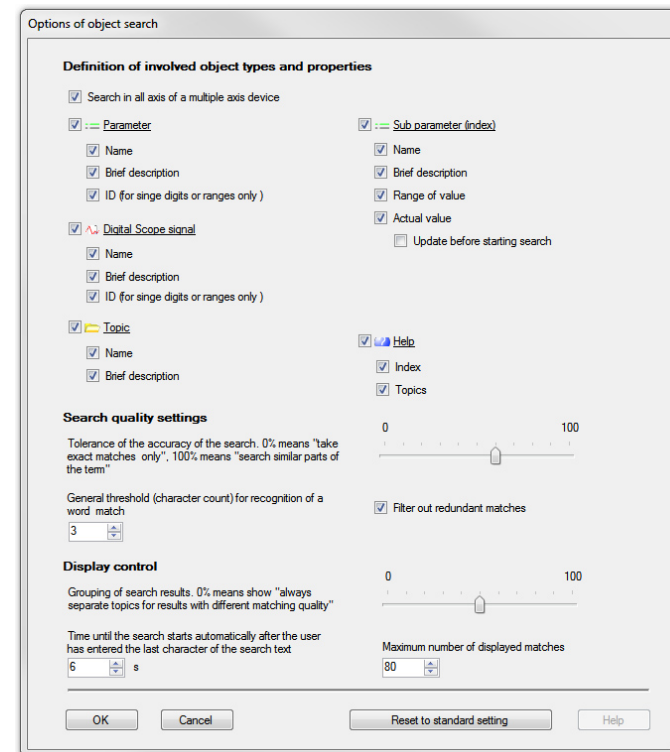 Options of object search
Definition of involved object types and properties
Search in all axis of a multiple axis device
:= Parameter
Name
Brief description
ID (for singe digits or ranges only )
Digital Scope signal
Name
Brief description
ID (for singe digits or ranges only )
Topic
Name
Brief description
:= Sub parameter (index)
Name
Brief description
Range of value
Actual value
Update before starting search
Help
Index
Topics
Search quality settings
Tolerance of the accuracy of the search. 0% means "take
exact matches only", 100% means "search similar parts of
the term"
0 100
General threshold (character count) for recognition of a
word match
3
Filter out redundant matches
Display control
Grouping of search results. 0% means show "always
separate topics for results with different matching quality"
0 100
Time until the search starts automatically after the user
has entered the last character of the search text
6 s
Maximum number of displayed matches
80
OK Cancel Reset to standard setting Help